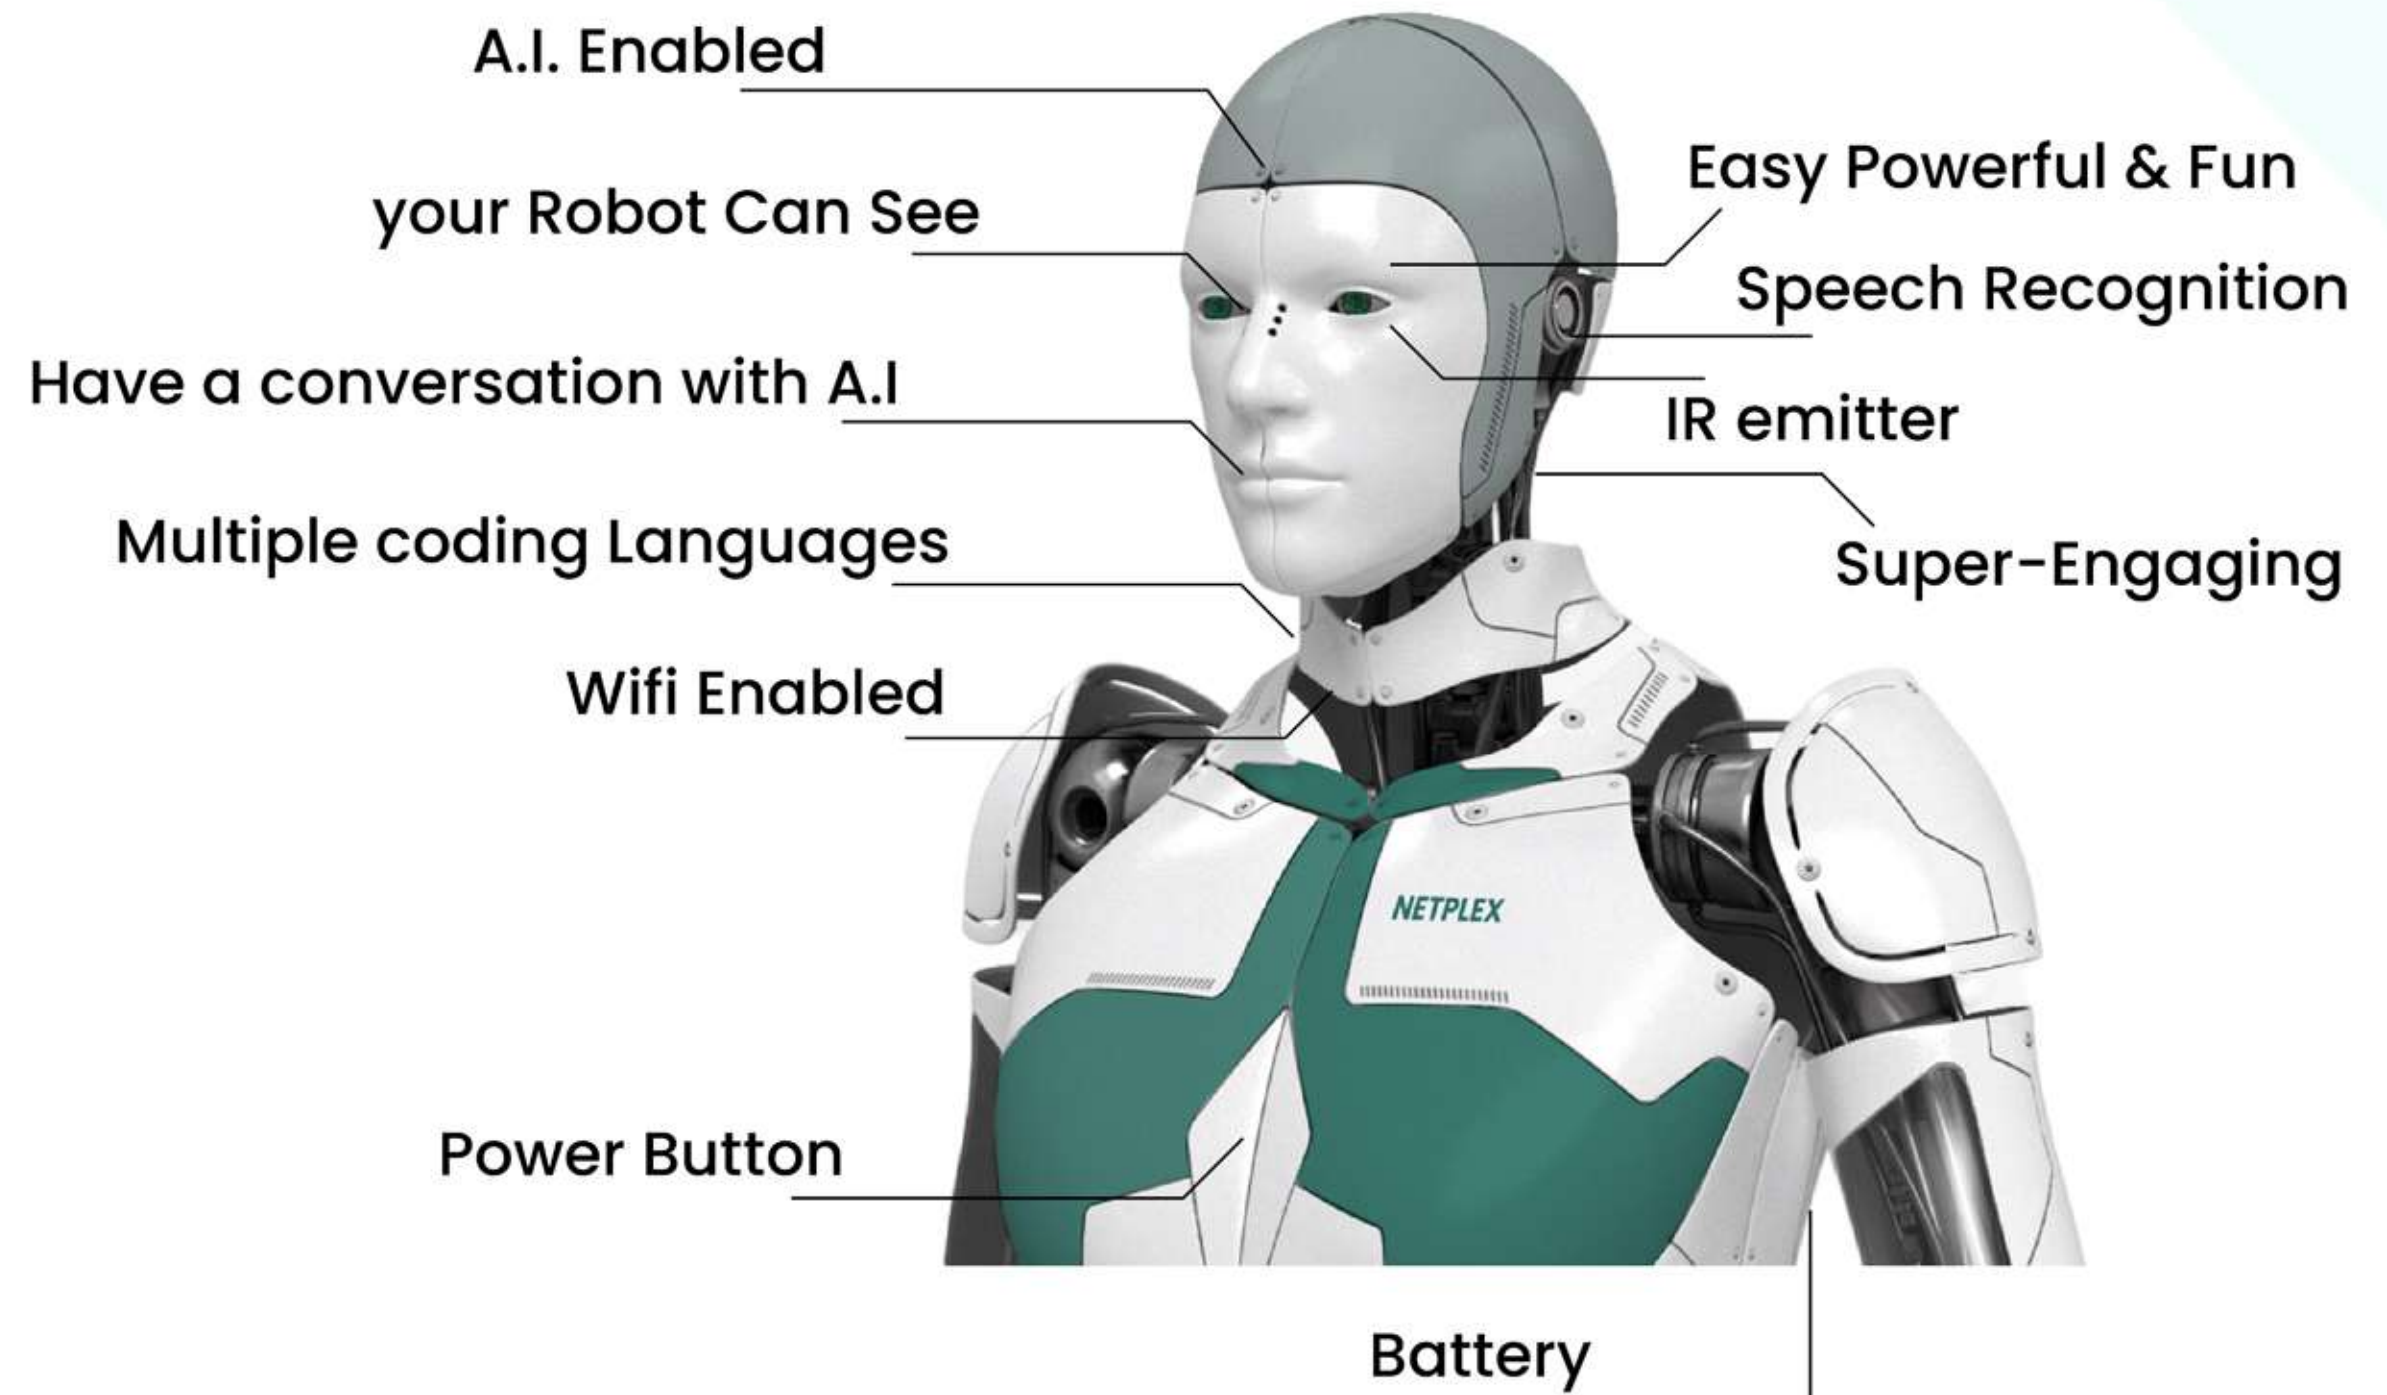 A.I. Enabled
your Robot Can See
Have a conversation with A.I
Multiple coding Languages
Wifi Enabled
Power Button
Easy Powerful & Fun
Speech Recognition
IR emitter
Super-Engaging
NETPLEX
Battery